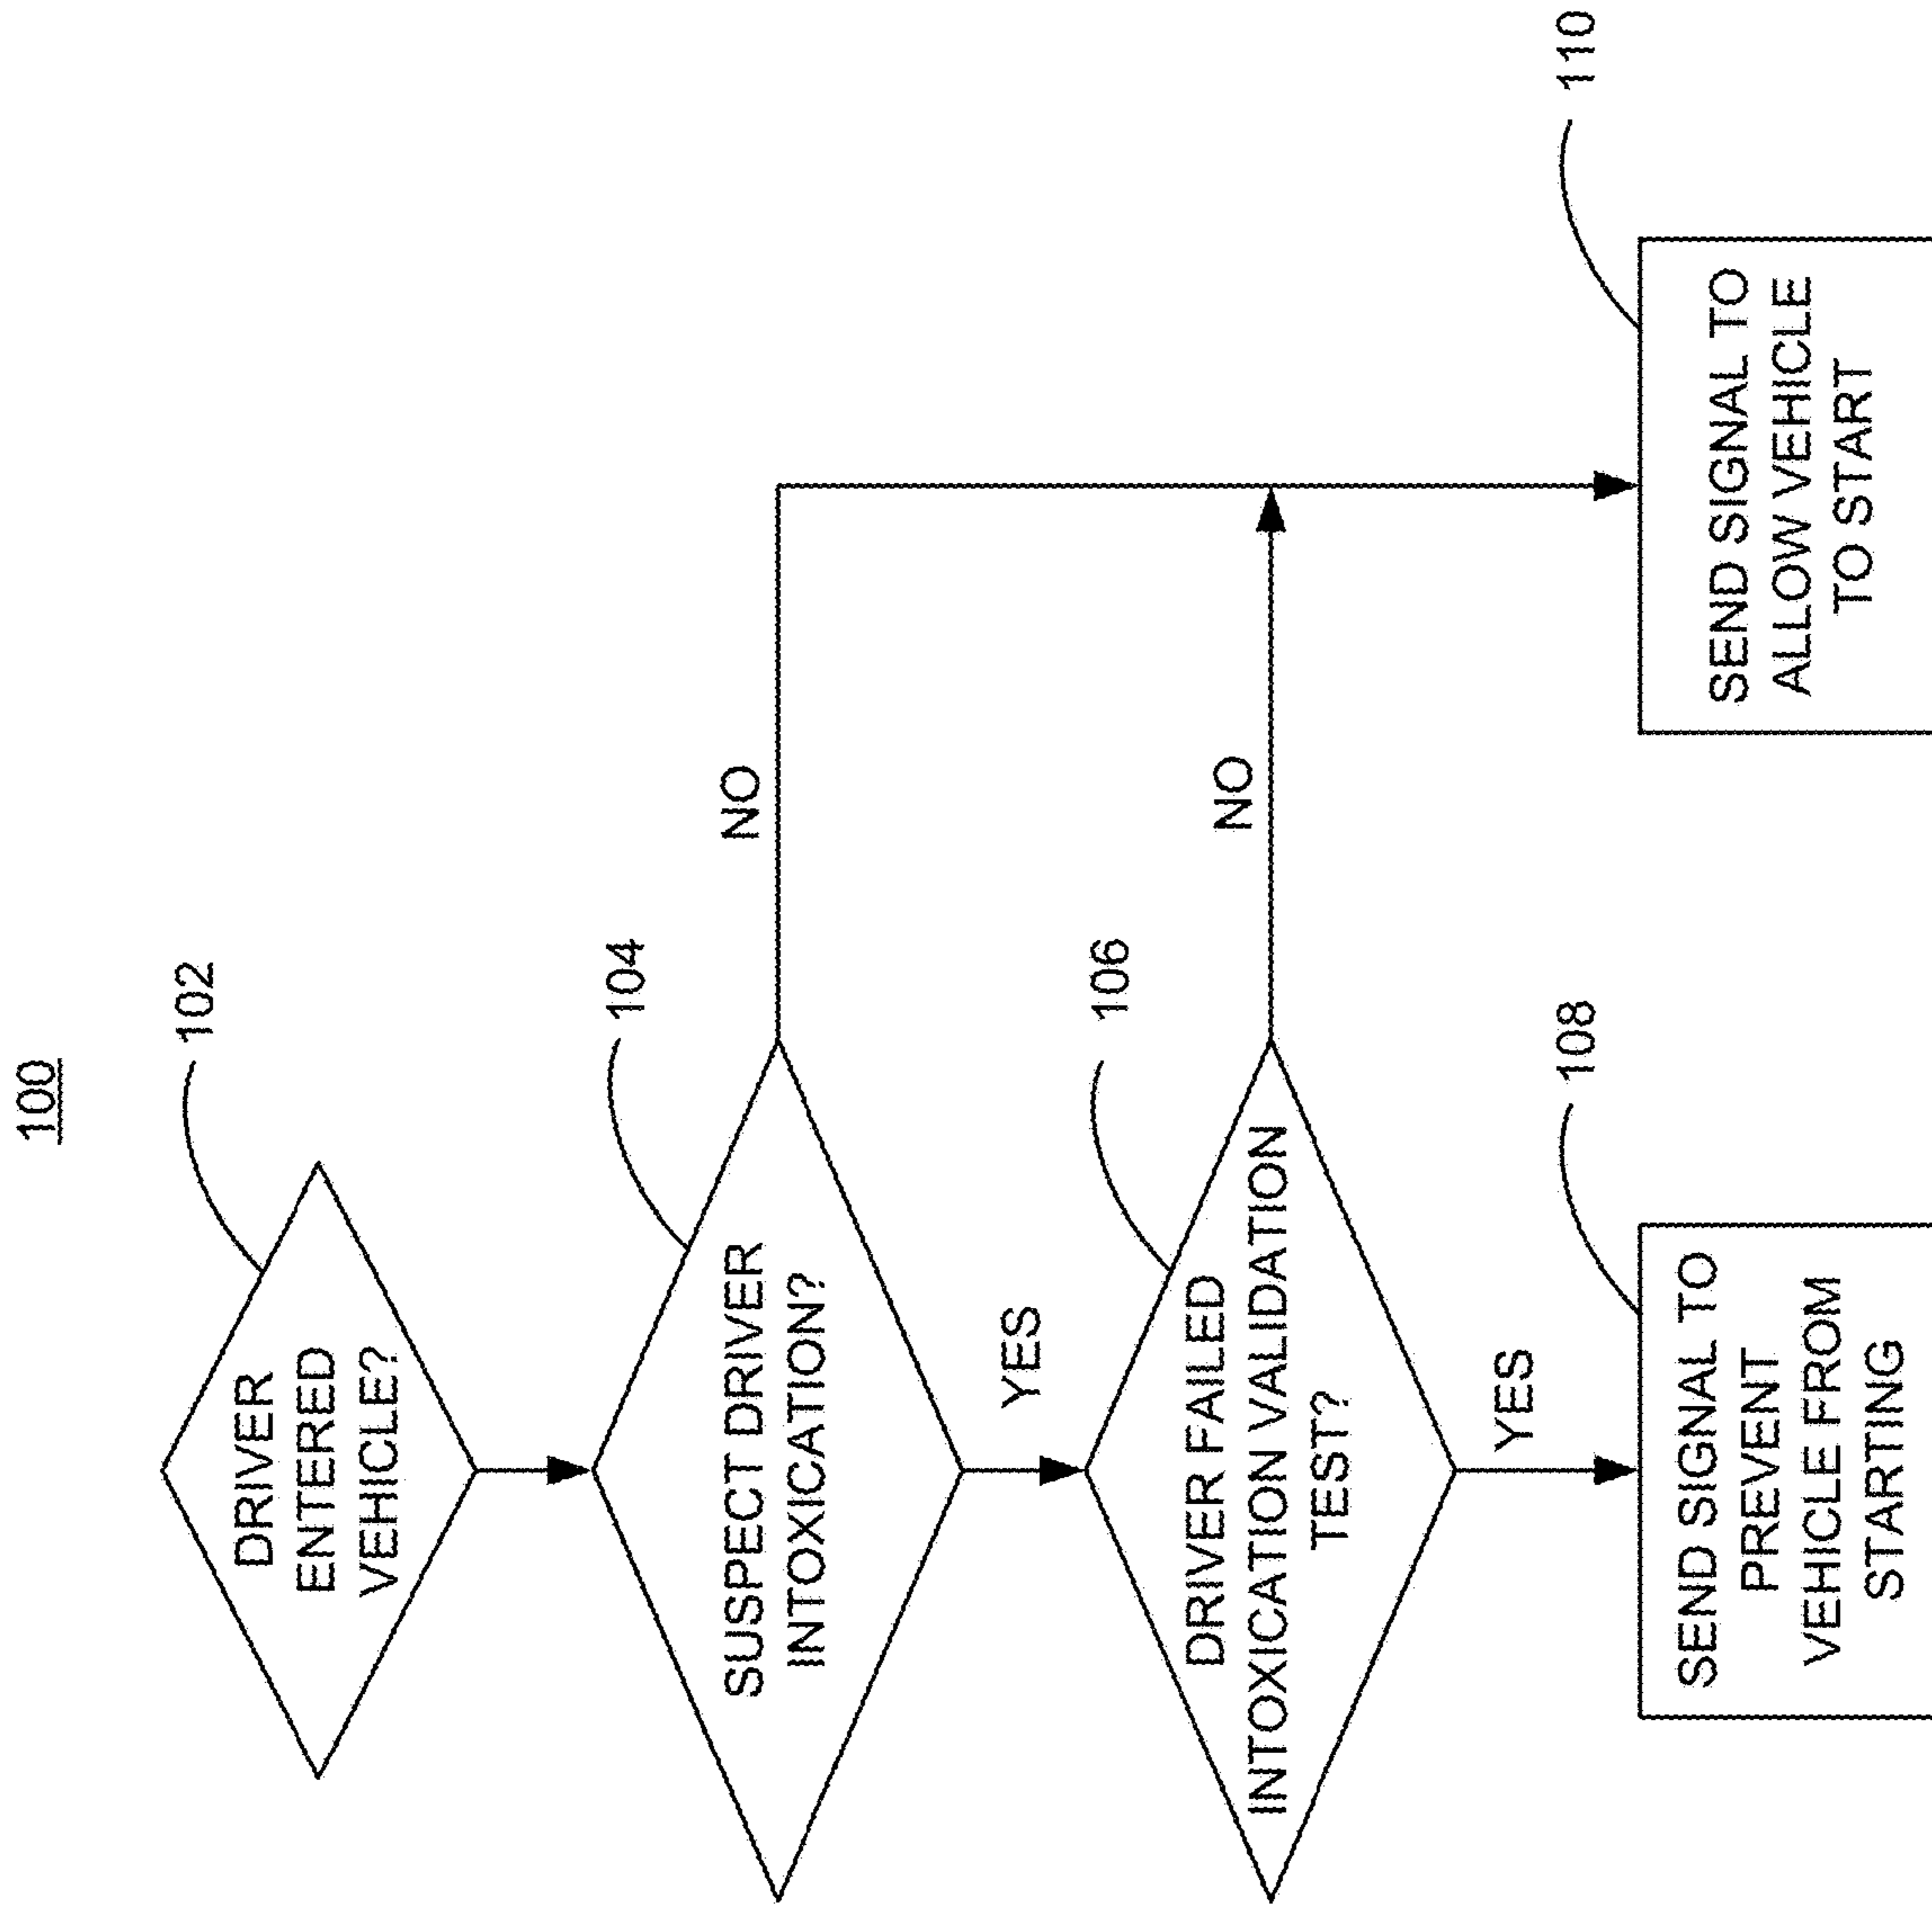 100
102
DRIVER
ENTERED
VEHICLE?
104
SUSPECT DRIVER
INTOXICATION?
NO
YES
106
DRIVER FAILED
INTOXICATION VALIDATION
TEST?
NO
YES
108
SEND SIGNAL TO
PREVENT
VEHICLE FROM
STARTING
110
SEND SIGNAL TO
ALLOW VEHICLE
TO START